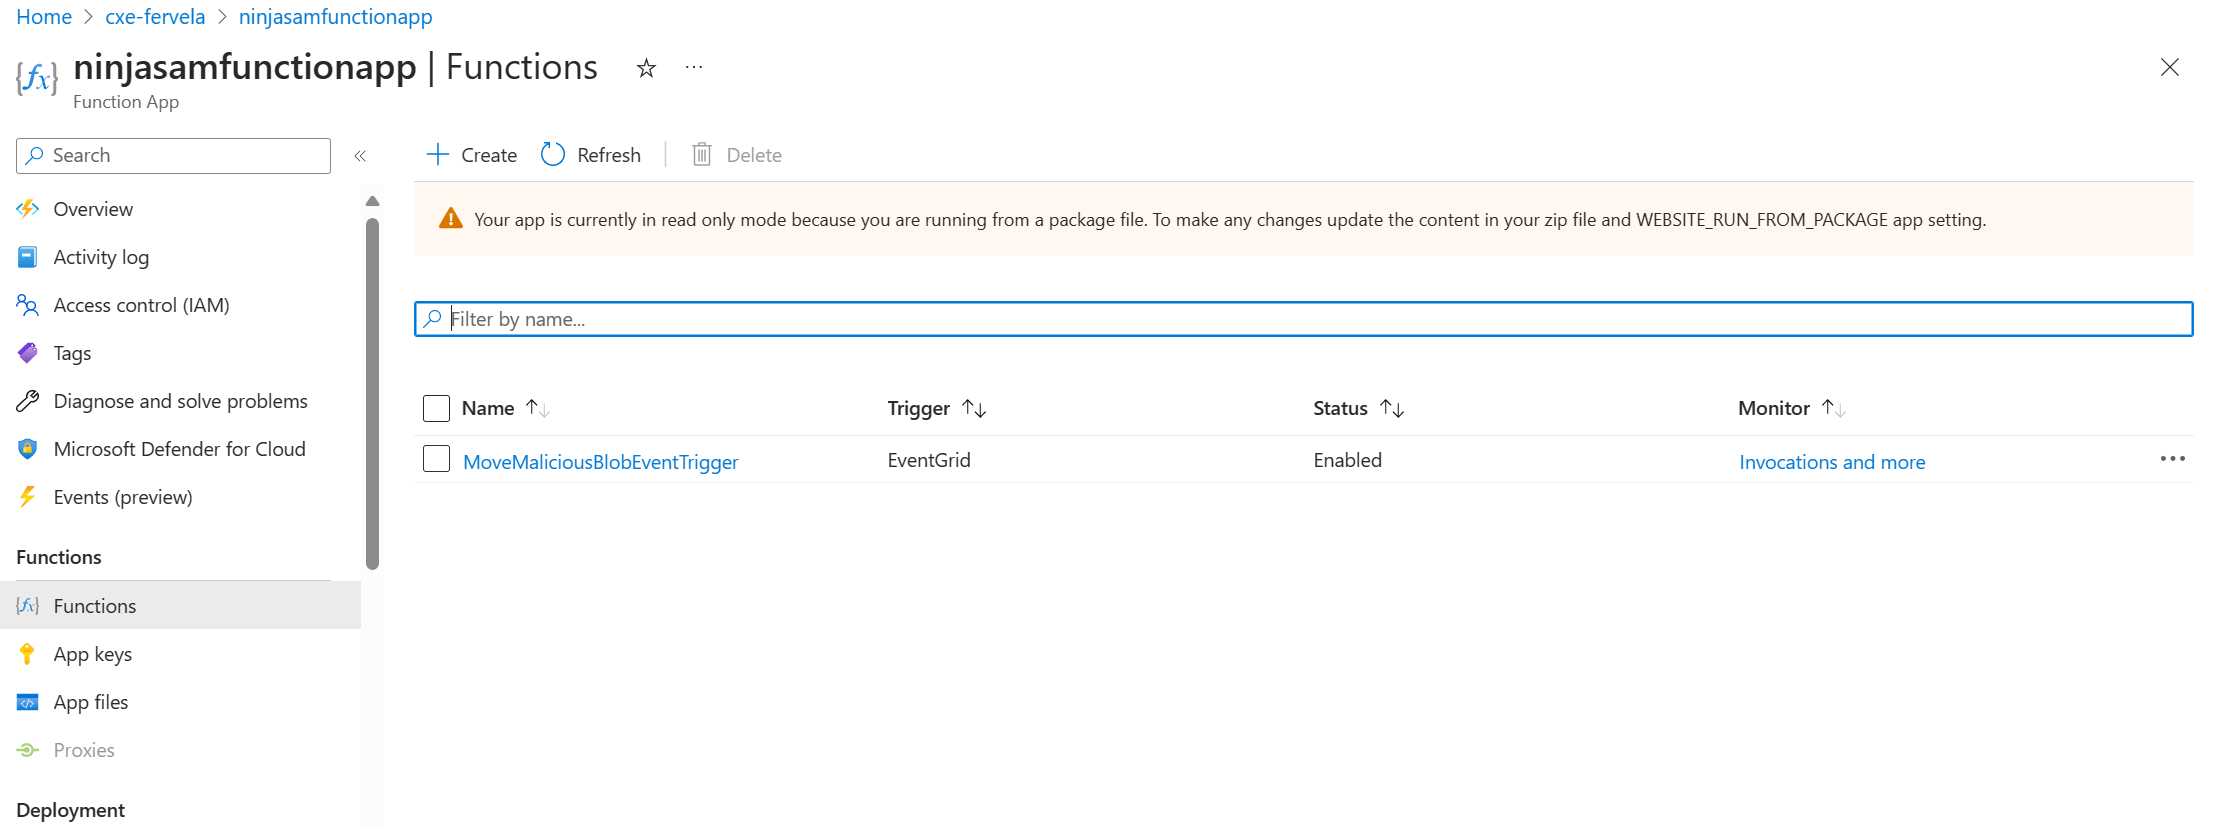 Home > cxe-fervela > ninjasamfunctionapp
ninjasamfunctionapp | Functions
Function App
Search
Create
Refresh
Delete
Overview
Activity log
Access control (IAM)
Tags
Diagnose and solve problems
Microsoft Defender for Cloud
Events (preview)
Functions
Functions
App keys
App files
Proxies
Deployment
Your app is currently in read only mode because you are running from a package file. To make any changes update the content in your zip file and WEBSITE_RUN_FROM_PACKAGE app setting.
Filter by name...
Name Trigger Status Monitor
MoveMaliciousBlobEventTrigger EventGrid Enabled Invocations and more